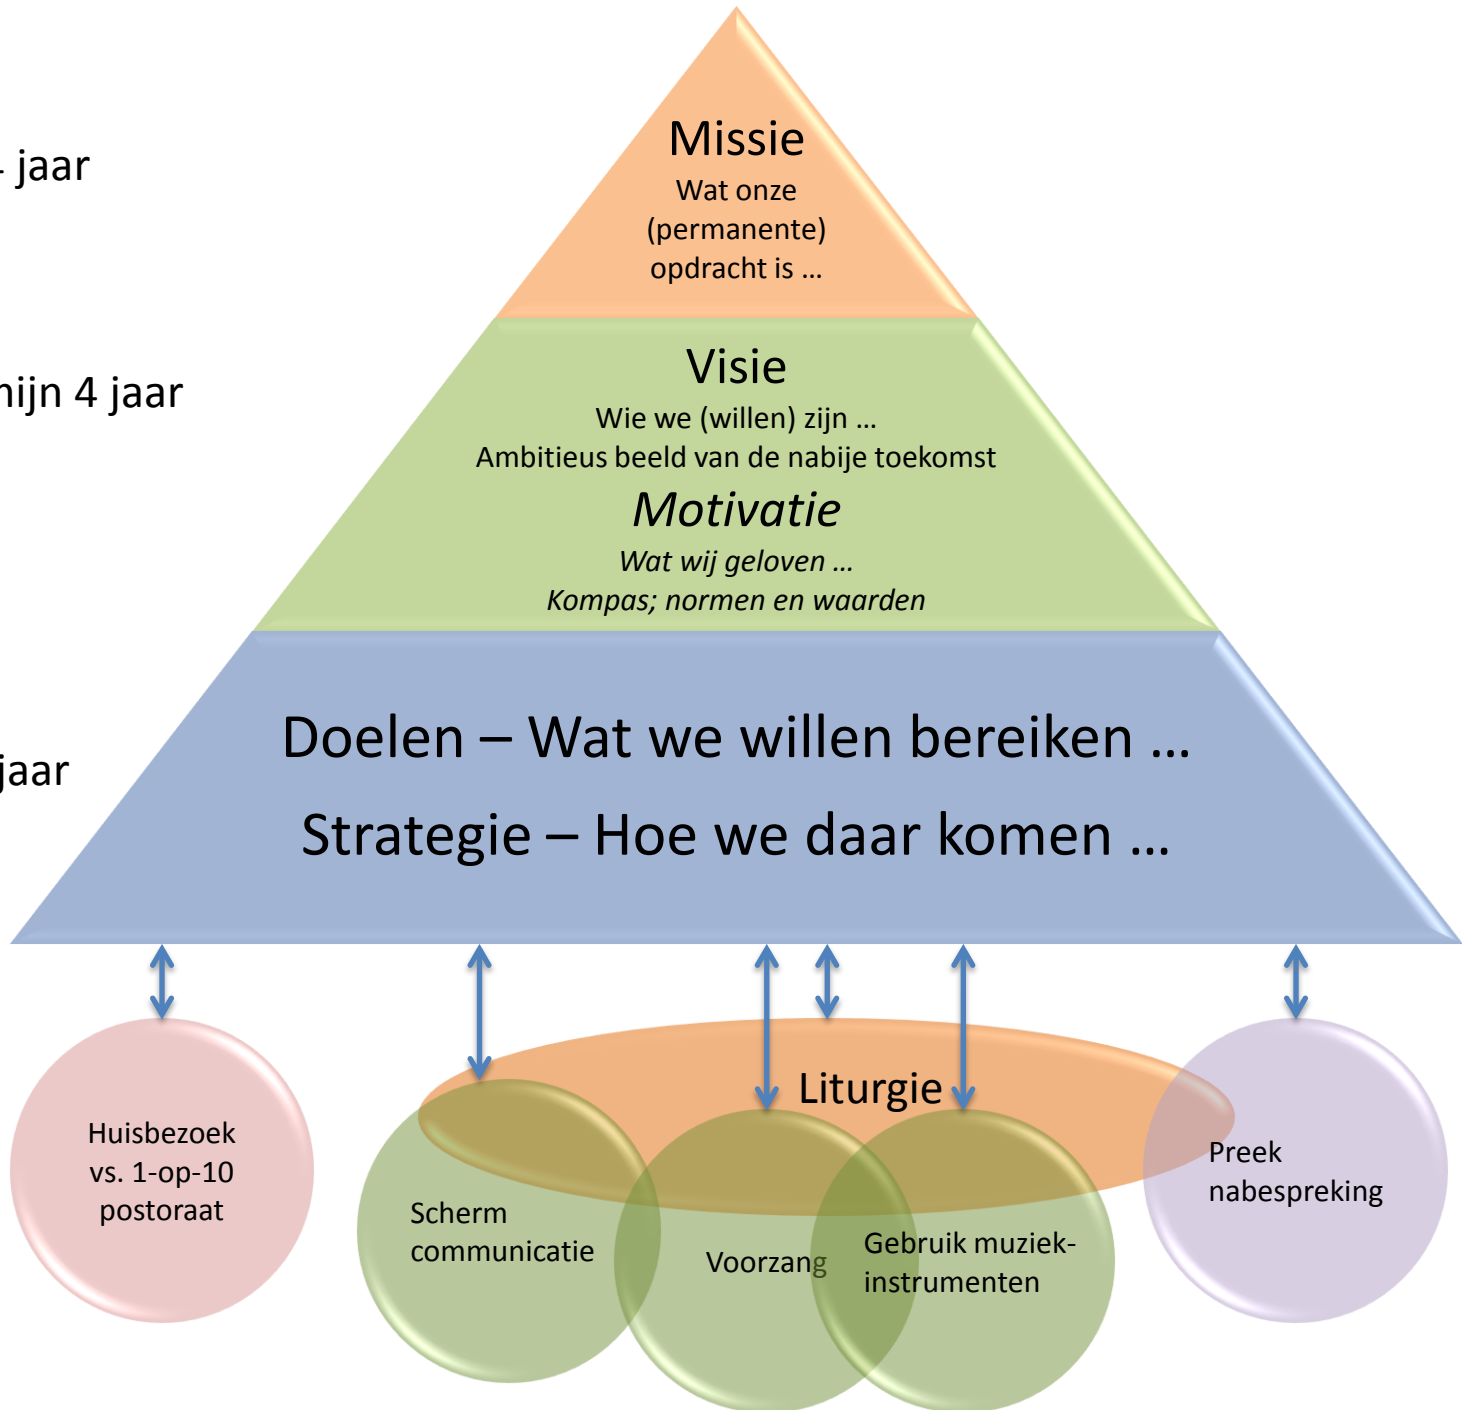 Missie
Wat onze
(permanente)
opdracht is ...
jaar
Visie
Wie we (willen) zijn ...
Ambitieus beeld van de nabije toekomst
4 jaar
Motivatie
Wat wij geloven ...
Kompas; normen en waarden
Doelen – Wat we willen bereiken ...
jaar
Strategie – Hoe we daar komen ...
Liturgie
Huisbezoek
vs. 1-op-10
postoraat
Scherm
communicatie
Voorzang
Gebruik muziek-
instrumenten
Preek
nabespreking